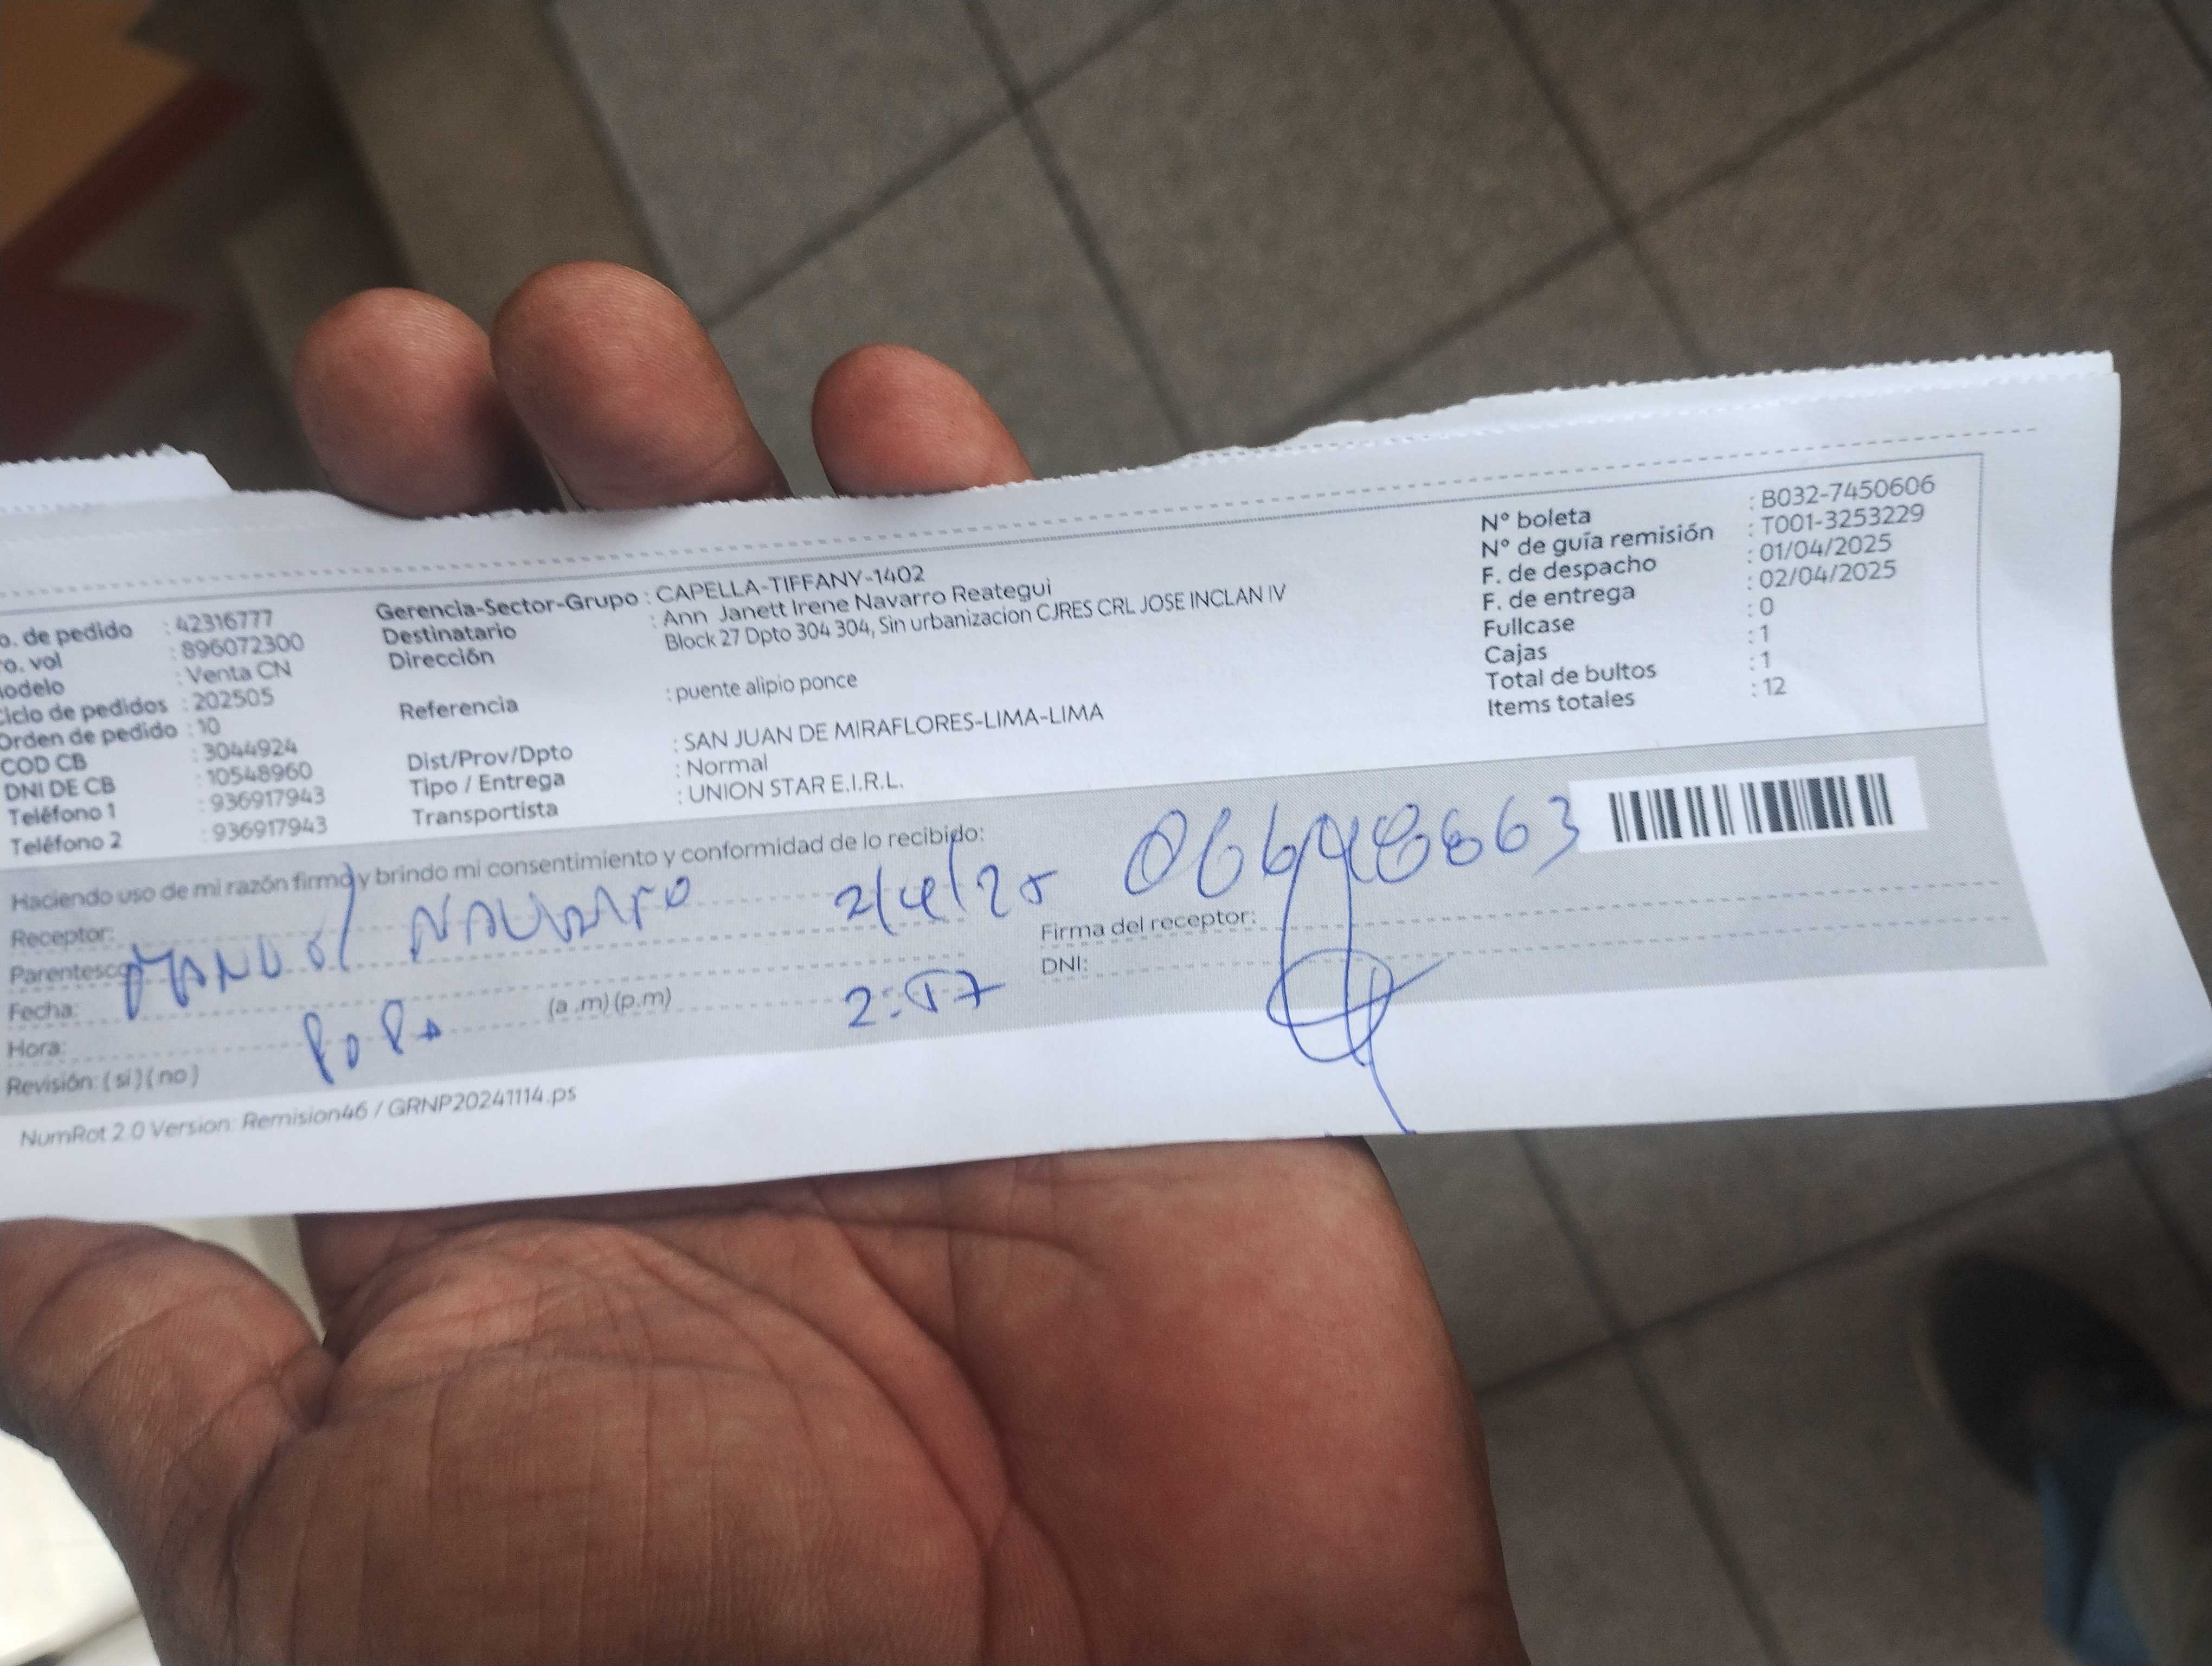 o. de pedido : 42316777
ro. vol : 896072300
odelo : Venta CN
Ciclo de pedidos : 202505
Orden de pedido : 10
COD CB : 3044924
DNI DE CB : 10548960
Teléfono 1 : 936917943
Teléfono 2 : 936917943
Gerencia-Sector-Grupo : CAPELLA-TIFFANY-1402
Destinatario : Ann Janett Irene Navarro Reategui
Dirección Block 27 Dpto 304 304, Sin urbanizacion CJRES CRL JOSE INCLAN IV
Referencia : puente alipio ponce
Dist/Prov/Dpto : SAN JUAN DE MIRAFLORES-LIMA-LIMA
Tipo / Entrega : Normal
Transportista : UNION STAR E.I.R.L.
N° boleta : B032-7450606
N° de guía remisión : T001-3253229
F. de despacho : 01/04/2025
F. de entrega : 02/04/2025
Fullcase : 0
Cajas : 1
Total de bultos : 1
Items totales : 12
Haciendo uso de mi razón firmo y brindo mi consentimiento y conformidad de lo recibido:
Receptor:
Parentesco
Manuel Navarro 2/4/25
Fecha:
Hora: (a .m) (p.m)
Papa
Revisión: ( si ) ( no )
Firma del receptor:
DNI:
NumRot 2.0 Version: Remision46 / GRNP20241114.ps